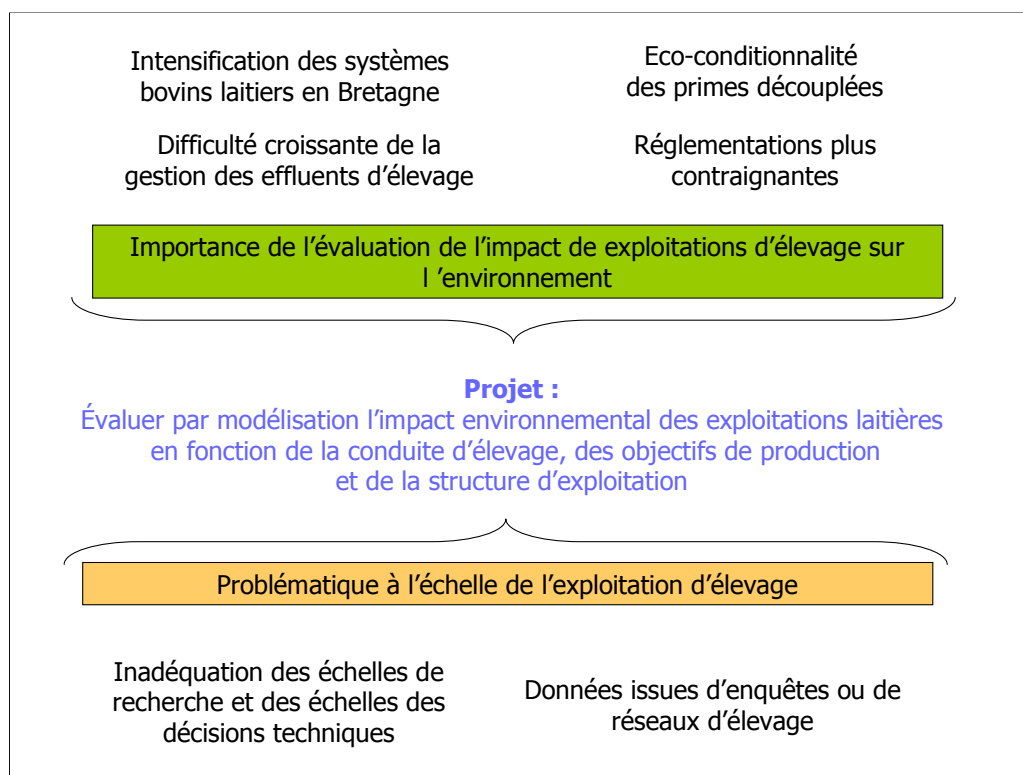 Intensification des systèmes
bovins laitiers en Bretagne
Eco-conditionnalité
des primes découplées
Difficulté croissante de la
gestion des effluents d’élevage
Réglementations plus
contraignantes
Importance de l’évaluation de l’impact de exploitations d’élevage sur
l ’environnement
Projet :
Évaluer par modélisation l’impact environnemental des exploitations laitières
en fonction de la conduite d’élevage, des objectifs de production
et de la structure d’exploitation
Problématique à l’échelle de l’exploitation d’élevage
Inadéquation des échelles de
recherche et des échelles des
décisions techniques
Données issues d’enquêtes ou de
réseaux d’élevage